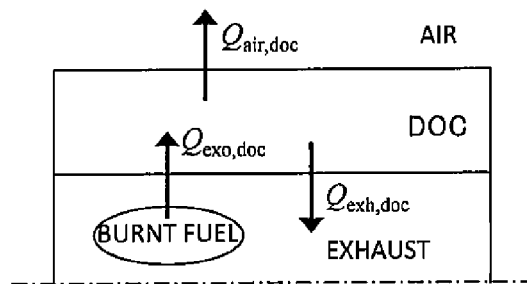 Q_air,doc AIR
DOC
Q_exo,doc
Q_exh,doc
BURNT FUEL
EXHAUST